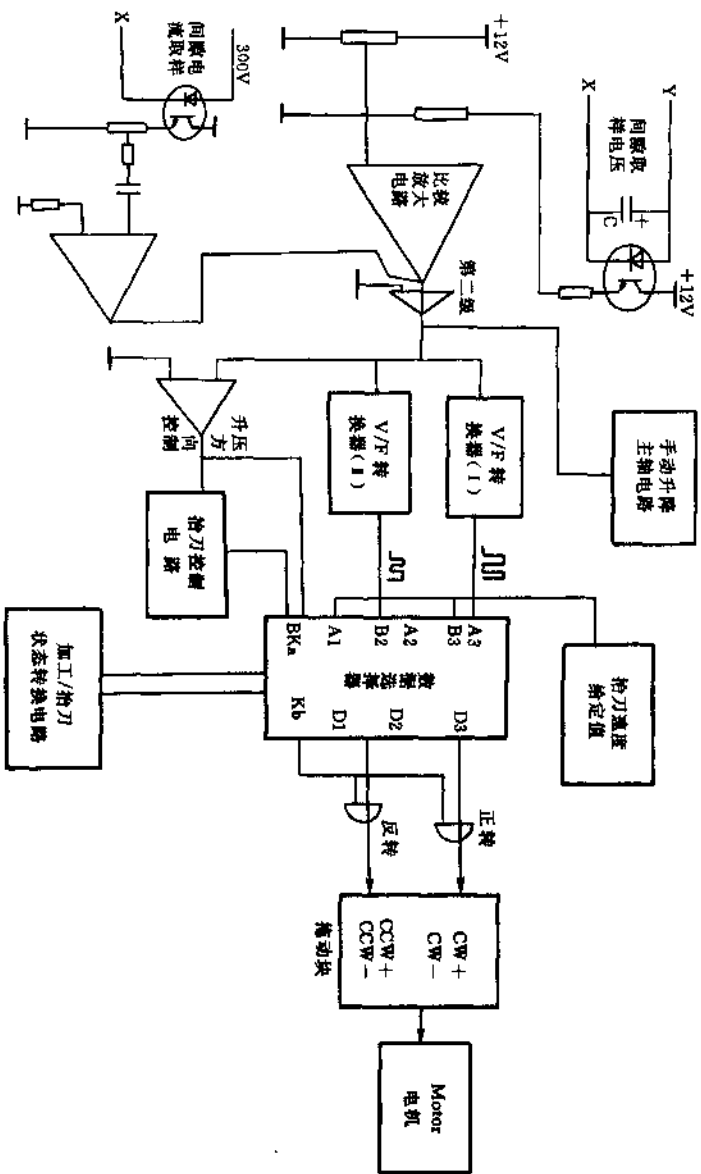 Y
X
间隙取
样电压
+
C
+12V
+12V
比较
放大
电路
第二级
X
300V
间隙电
流取样
手动升降
主轴电路
V/F转
换器(Ⅰ)
V/F转
换器(Ⅱ)
升压
方
向
控制
抬刀控制
电路
抬刀速度
给定值
加工/抬刀
状态转换电路
A3
B3
A2
B2
A1
BKa
数据选择器
D3
D2
D1
Kb
正转
反转
CW+
CW-
CCW+
CCW-
拖动块
Motor
电机